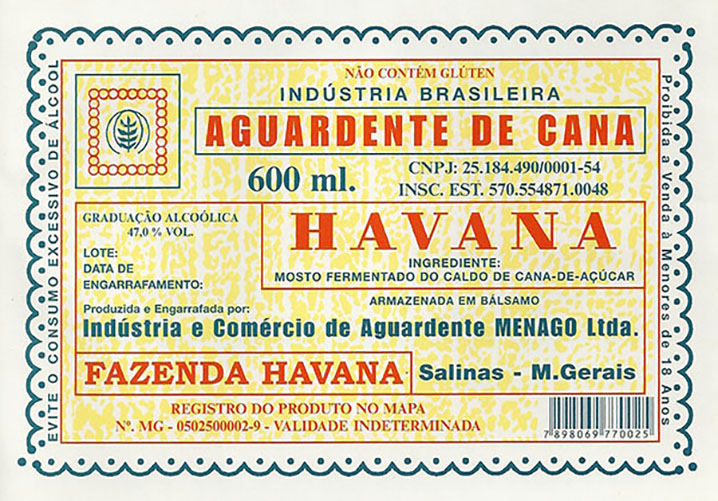 NÃO CONTÉM GLÚTEN
INDÚSTRIA BRASILEIRA
AGUARDENTE DE CANA
600 ml.
CNPJ: 25.184.490/0001-54
INSC. EST. 570.554871.0048
GRADUAÇÃO ALCOÓLICA
47,0 % VOL.
LOTE:
DATA DE
ENGARRAFAMENTO:
HAVANA
INGREDIENTE:
MOSTO FERMENTADO DO CALDO DE CANA-DE-AÇÚCAR
ARMAZENADA EM BÁLSAMO
Produzida e Engarrafada por:
Indústria e Comércio de Aguardente MENAGO Ltda.
FAZENDA HAVANA
Salinas - M.Gerais
REGISTRO DO PRODUTO NO MAPA
Nº. MG - 0502500002-9 - VALIDADE INDETERMINADA
7 898069 770025
EVITE O CONSUMO EXCESSIVO DE ÁLCOOL
Proibida a Venda à Menores de 18 Anos